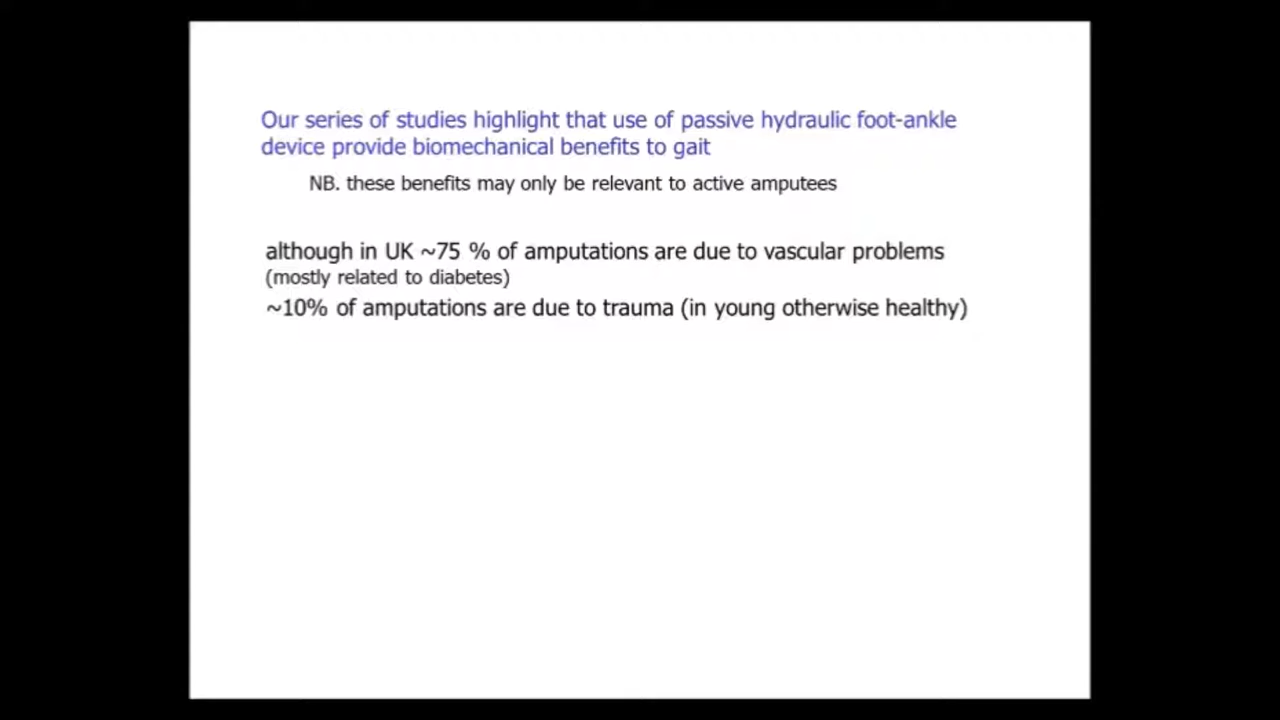 Our series of studies highlight that use of passive hydraulic foot-ankle
device provide biomechanical benefits to gait
NB. these benefits may only be relevant to active amputees
although in UK ~75 % of amputations are due to vascular problems
(mostly related to diabetes)
~10% of amputations are due to trauma (in young otherwise healthy)